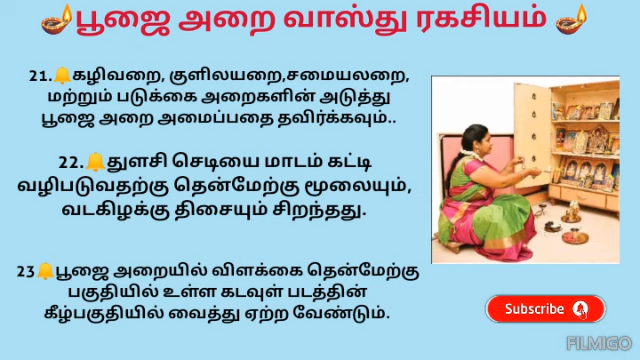 பூஜை அறை வாஸ்து ரகசியம்
21.கழிவறை, குளிலயறை,சமையலறை,
மற்றும் படுக்கை அறைகளின் அடுத்து
பூஜை அறை அமைப்பதை தவிர்க்கவும்..
22.துளசி செடியை மாடம் கட்டி
வழிபடுவதற்கு தென்மேற்கு மூலையும்,
வடகிழக்கு திசையும் சிறந்தது.
23பூஜை அறையில் விளக்கை தென்மேற்கு
பகுதியில் உள்ள கடவுள் படத்தின்
கீழ்பகுதியில் வைத்து ஏற்ற வேண்டும்.
Subscribe
FILMIGO